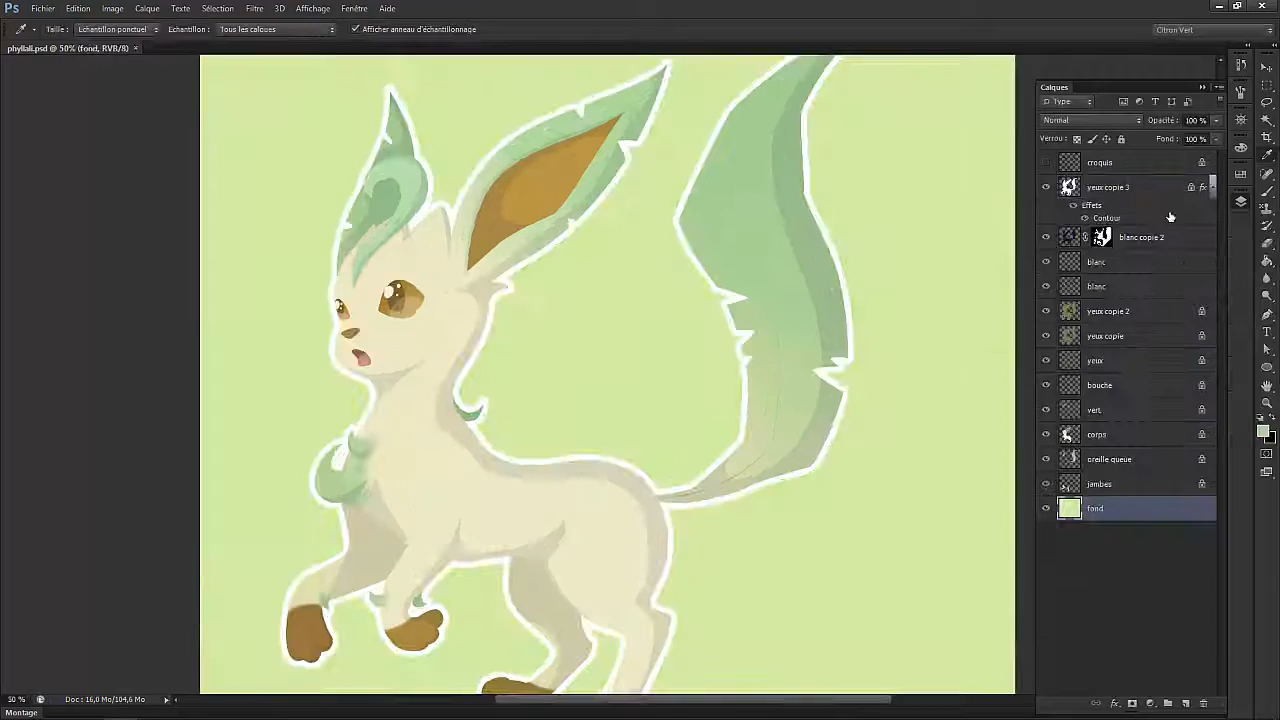 Ps Fichier Edition Image Calque Texte Sélection Filtre 3D Affichage Fenêtre Aide
Taille : Echantillon ponctuel Echantillon : Tous les calques Afficher anneau d'échantillonnage Citron Vert
phyllali.psd @ 50% (fond, RVB/8) ×
Calques
Type
Normal Opacité : 100 %
Verrou : Fond : 100 %
croquis
yeux copie 3 fx
Effets
Contour
blanc copie 2
blanc
blanc
yeux copie 2
yeux copie
yeux
bouche
vert
corps
oreille queue
jambes
fond
50 % Doc : 16,0 Mo/104,6 Mo
Montage